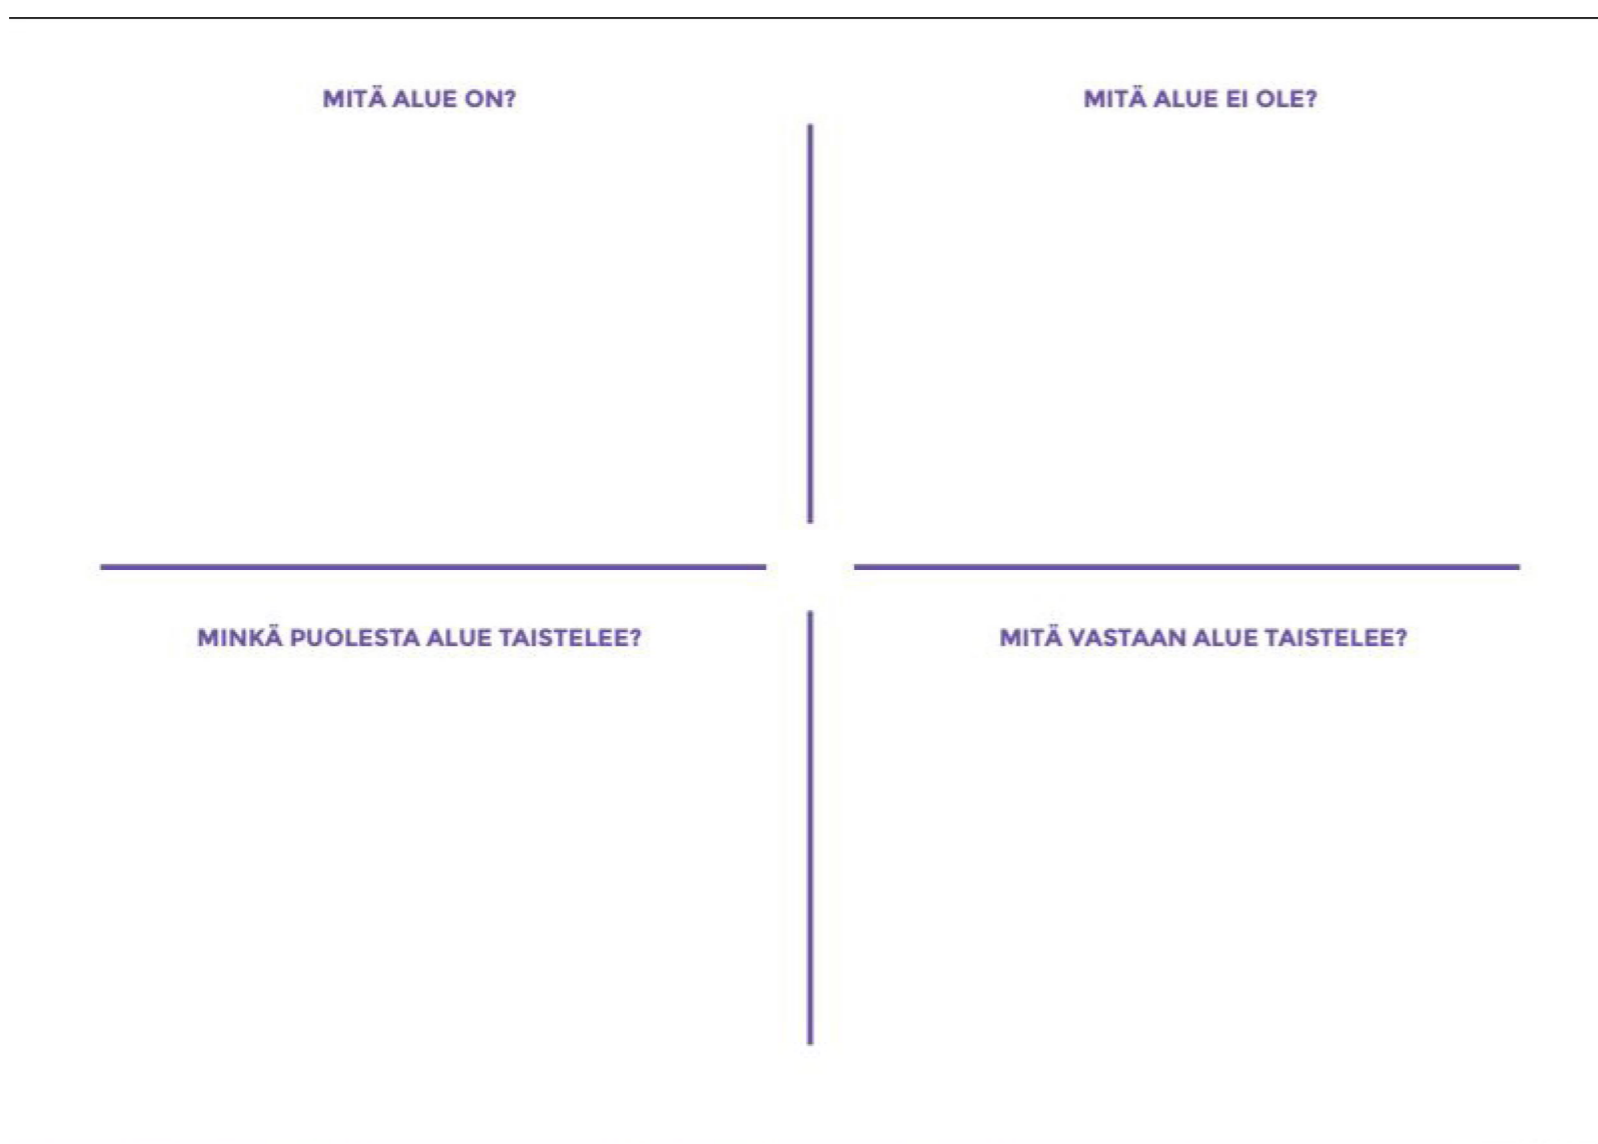 MITÄ ALUE ON?
MITÄ ALUE EI OLE?
MINKÄ PUOLESTA ALUE TAISTELEE?
MITÄ VASTAAN ALUE TAISTELEE?